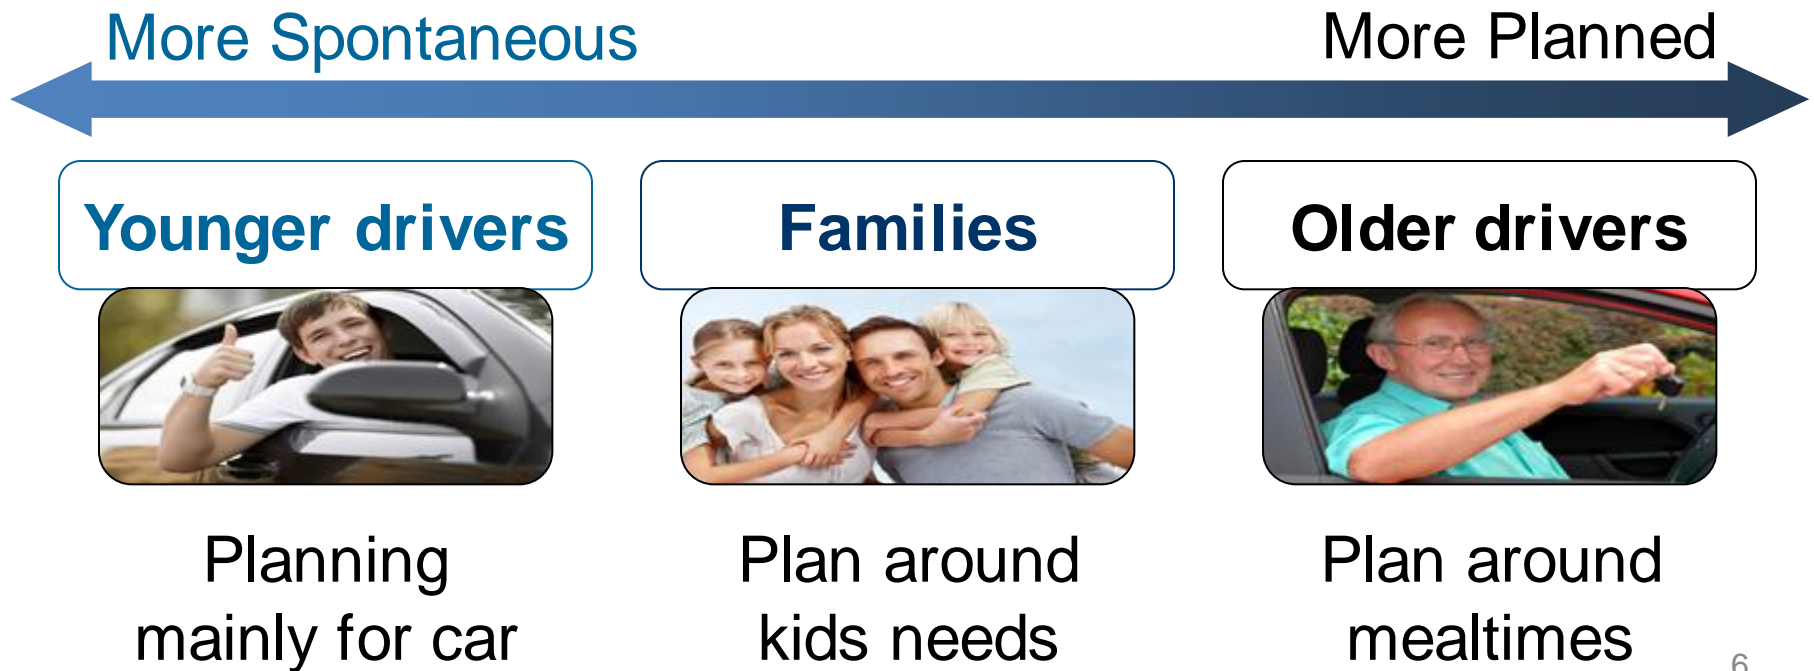 More Spontaneous
More Planned
Younger drivers
Families
Older drivers
Planning
mainly for car
Plan around
kids needs
Plan around
mealtimes
6